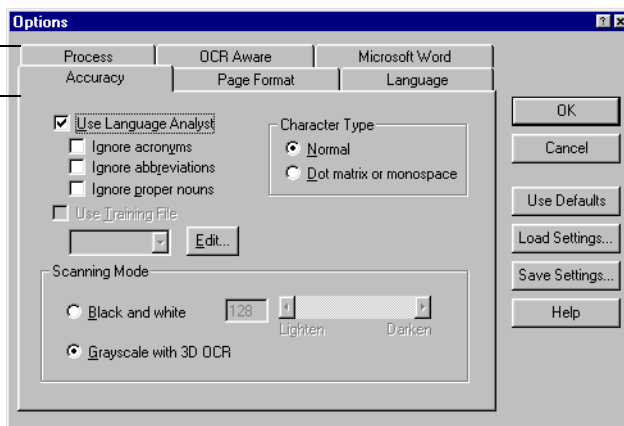 Options
Process OCR Aware Microsoft Word
Accuracy Page Format Language
Use Language Analyst
Ignore acronyms
Ignore abbreviations
Ignore proper nouns
Use Training File
Edit...
Character Type
Normal
Dot matrix or monospace
Scanning Mode
Black and white 128
Lighten Darken
Grayscale with 3D OCR
OK
Cancel
Use Defaults
Load Settings...
Save Settings...
Help